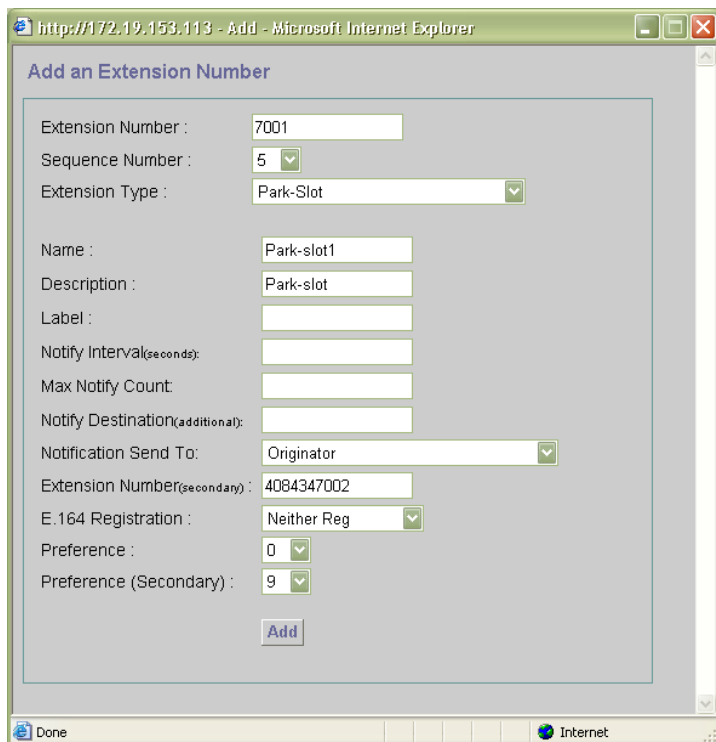 http://172.19.153.113 - Add - Microsoft Internet Explorer
Add an Extension Number
Extension Number : 7001
Sequence Number : 5
Extension Type : Park-Slot
Name : Park-slot1
Description : Park-slot
Label :
Notify Interval(seconds):
Max Notify Count:
Notify Destination(additional):
Notification Send To: Originator
Extension Number(secondary) : 4084347002
E.164 Registration : Neither Reg
Preference : 0
Preference (Secondary) : 9
Add
Done Internet